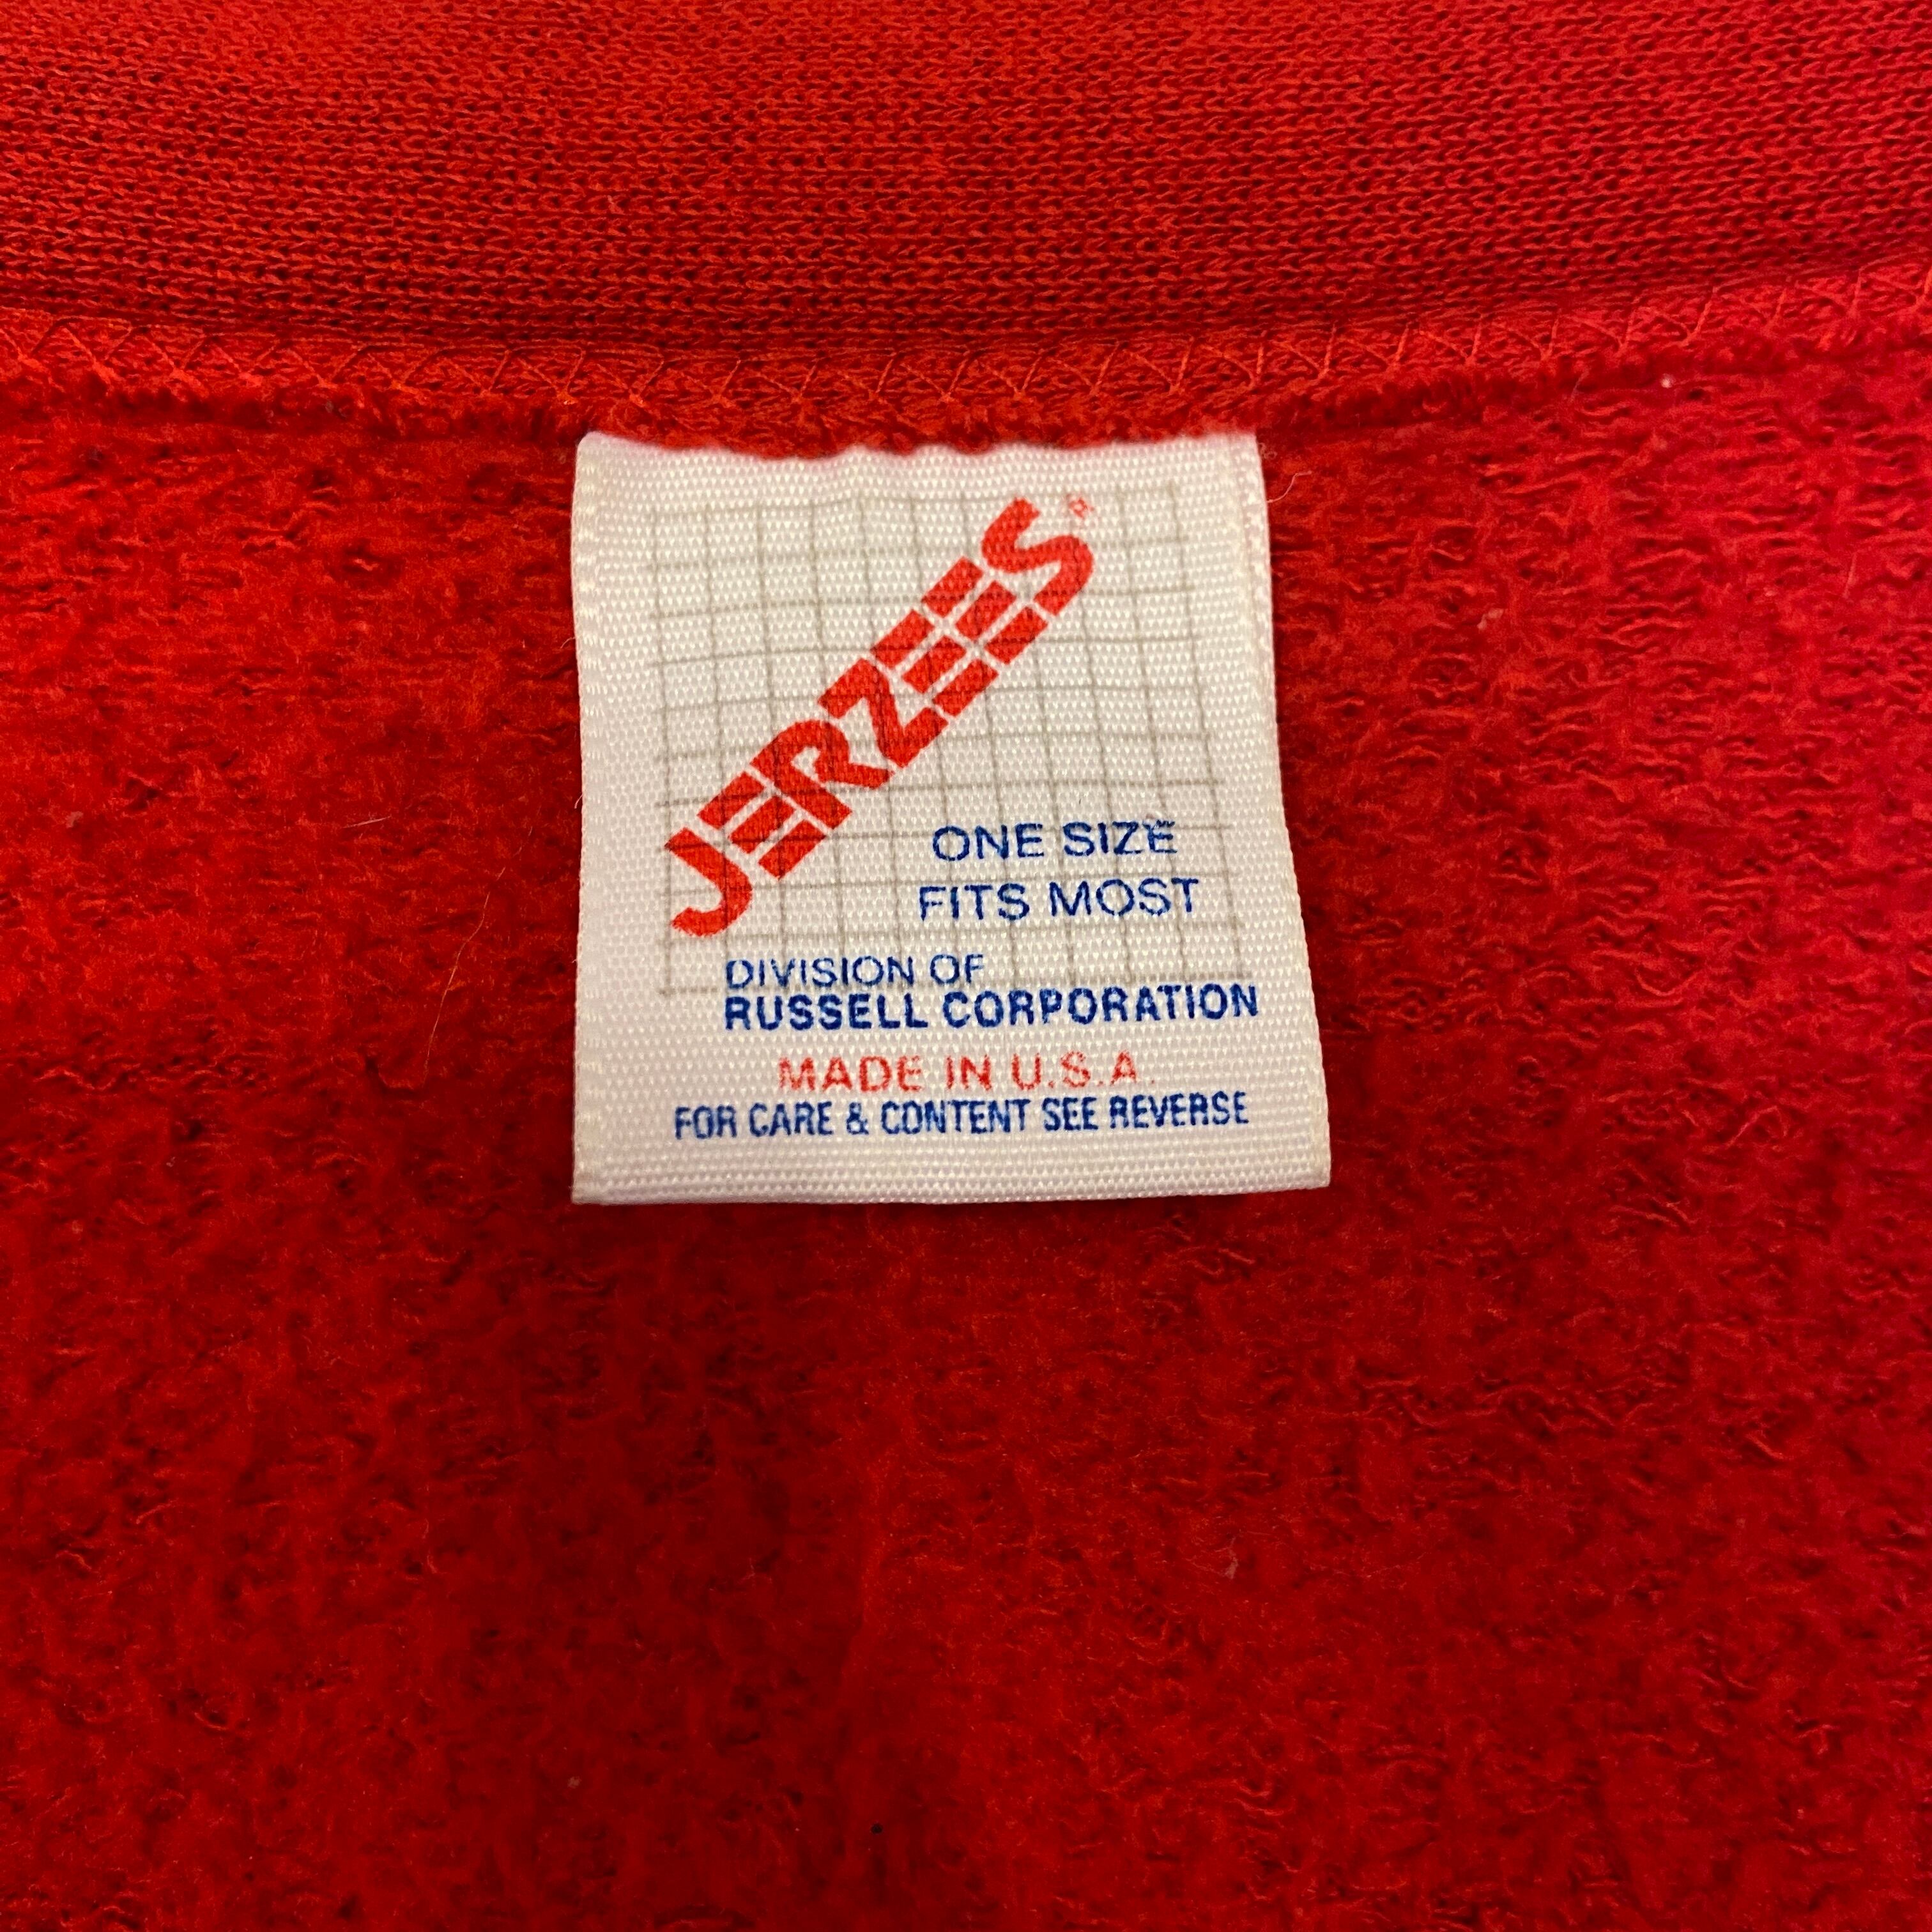 JERZEES®
ONE SIZE
FITS MOST
DIVISION OF
RUSSELL CORPORATION
MADE IN U.S.A.
FOR CARE & CONTENT SEE REVERSE